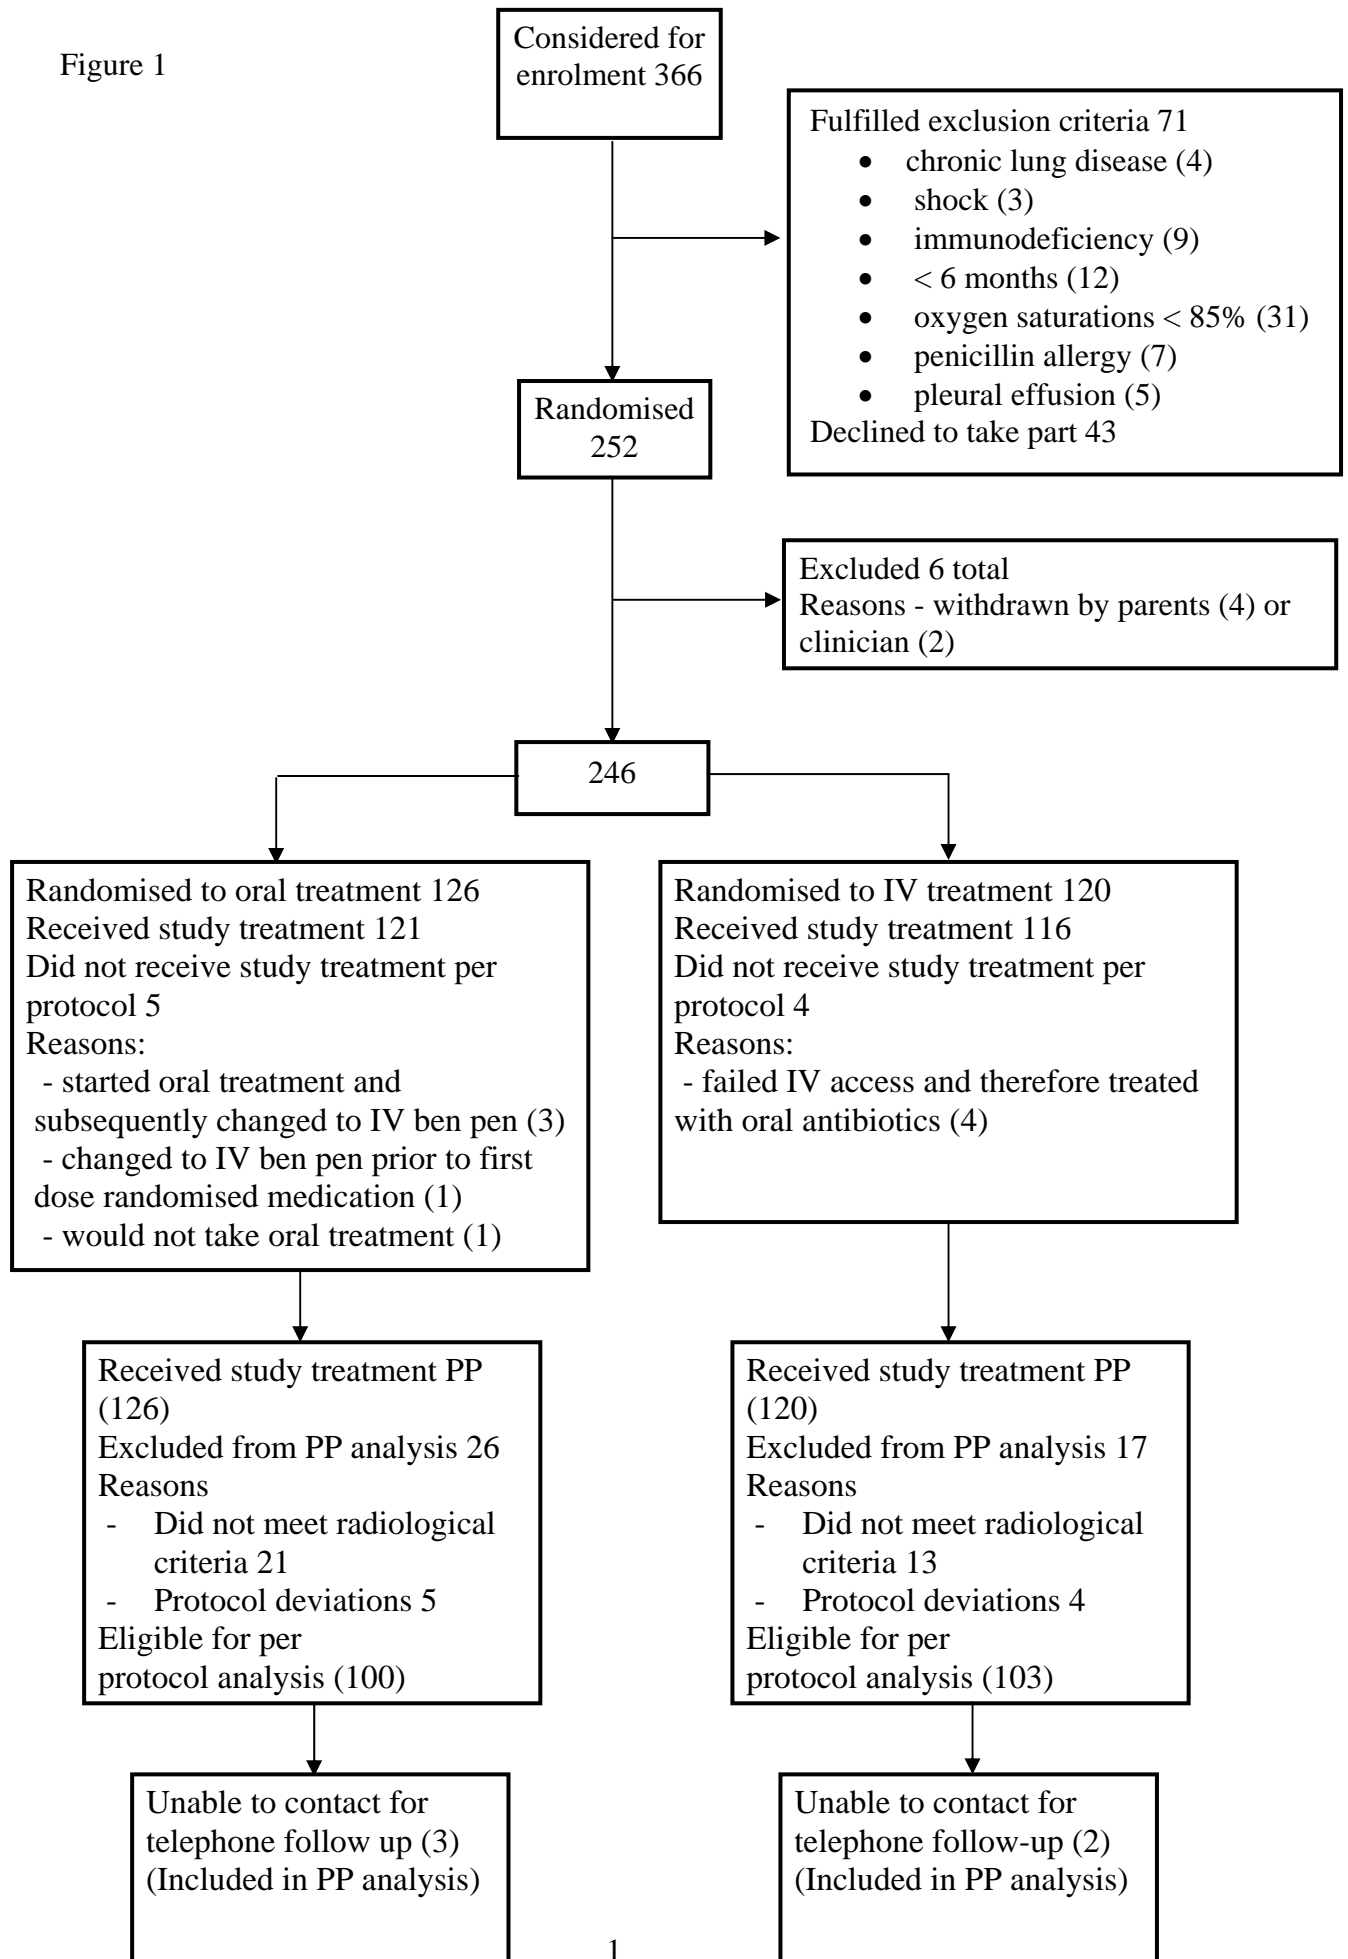 Figure 1
Considered for
enrolment 366
Fulfilled exclusion criteria 71
• chronic lung disease (4)
• shock (3)
• immunodeficiency (9)
• < 6 months (12)
• oxygen saturations < 85% (31)
• penicillin allergy (7)
• pleural effusion (5)
Declined to take part 43
Randomised
252
Excluded 6 total
Reasons - withdrawn by parents (4) or
clinician (2)
246
Randomised to oral treatment 126
Received study treatment 121
Did not receive study treatment per
protocol 5
Reasons:
- started oral treatment and
subsequently changed to IV ben pen (3)
- changed to IV ben pen prior to first
dose randomised medication (1)
- would not take oral treatment (1)
Randomised to IV treatment 120
Received study treatment 116
Did not receive study treatment per
protocol 4
Reasons:
- failed IV access and therefore treated
with oral antibiotics (4)
Received study treatment PP
(126)
Excluded from PP analysis 26
Reasons
- Did not meet radiological
criteria 21
- Protocol deviations 5
Eligible for per
protocol analysis (100)
Received study treatment PP
(120)
Excluded from PP analysis 17
Reasons
- Did not meet radiological
criteria 13
- Protocol deviations 4
Eligible for per
protocol analysis (103)
Unable to contact for
telephone follow up (3)
(Included in PP analysis)
Unable to contact for
telephone follow-up (2)
(Included in PP analysis)
1